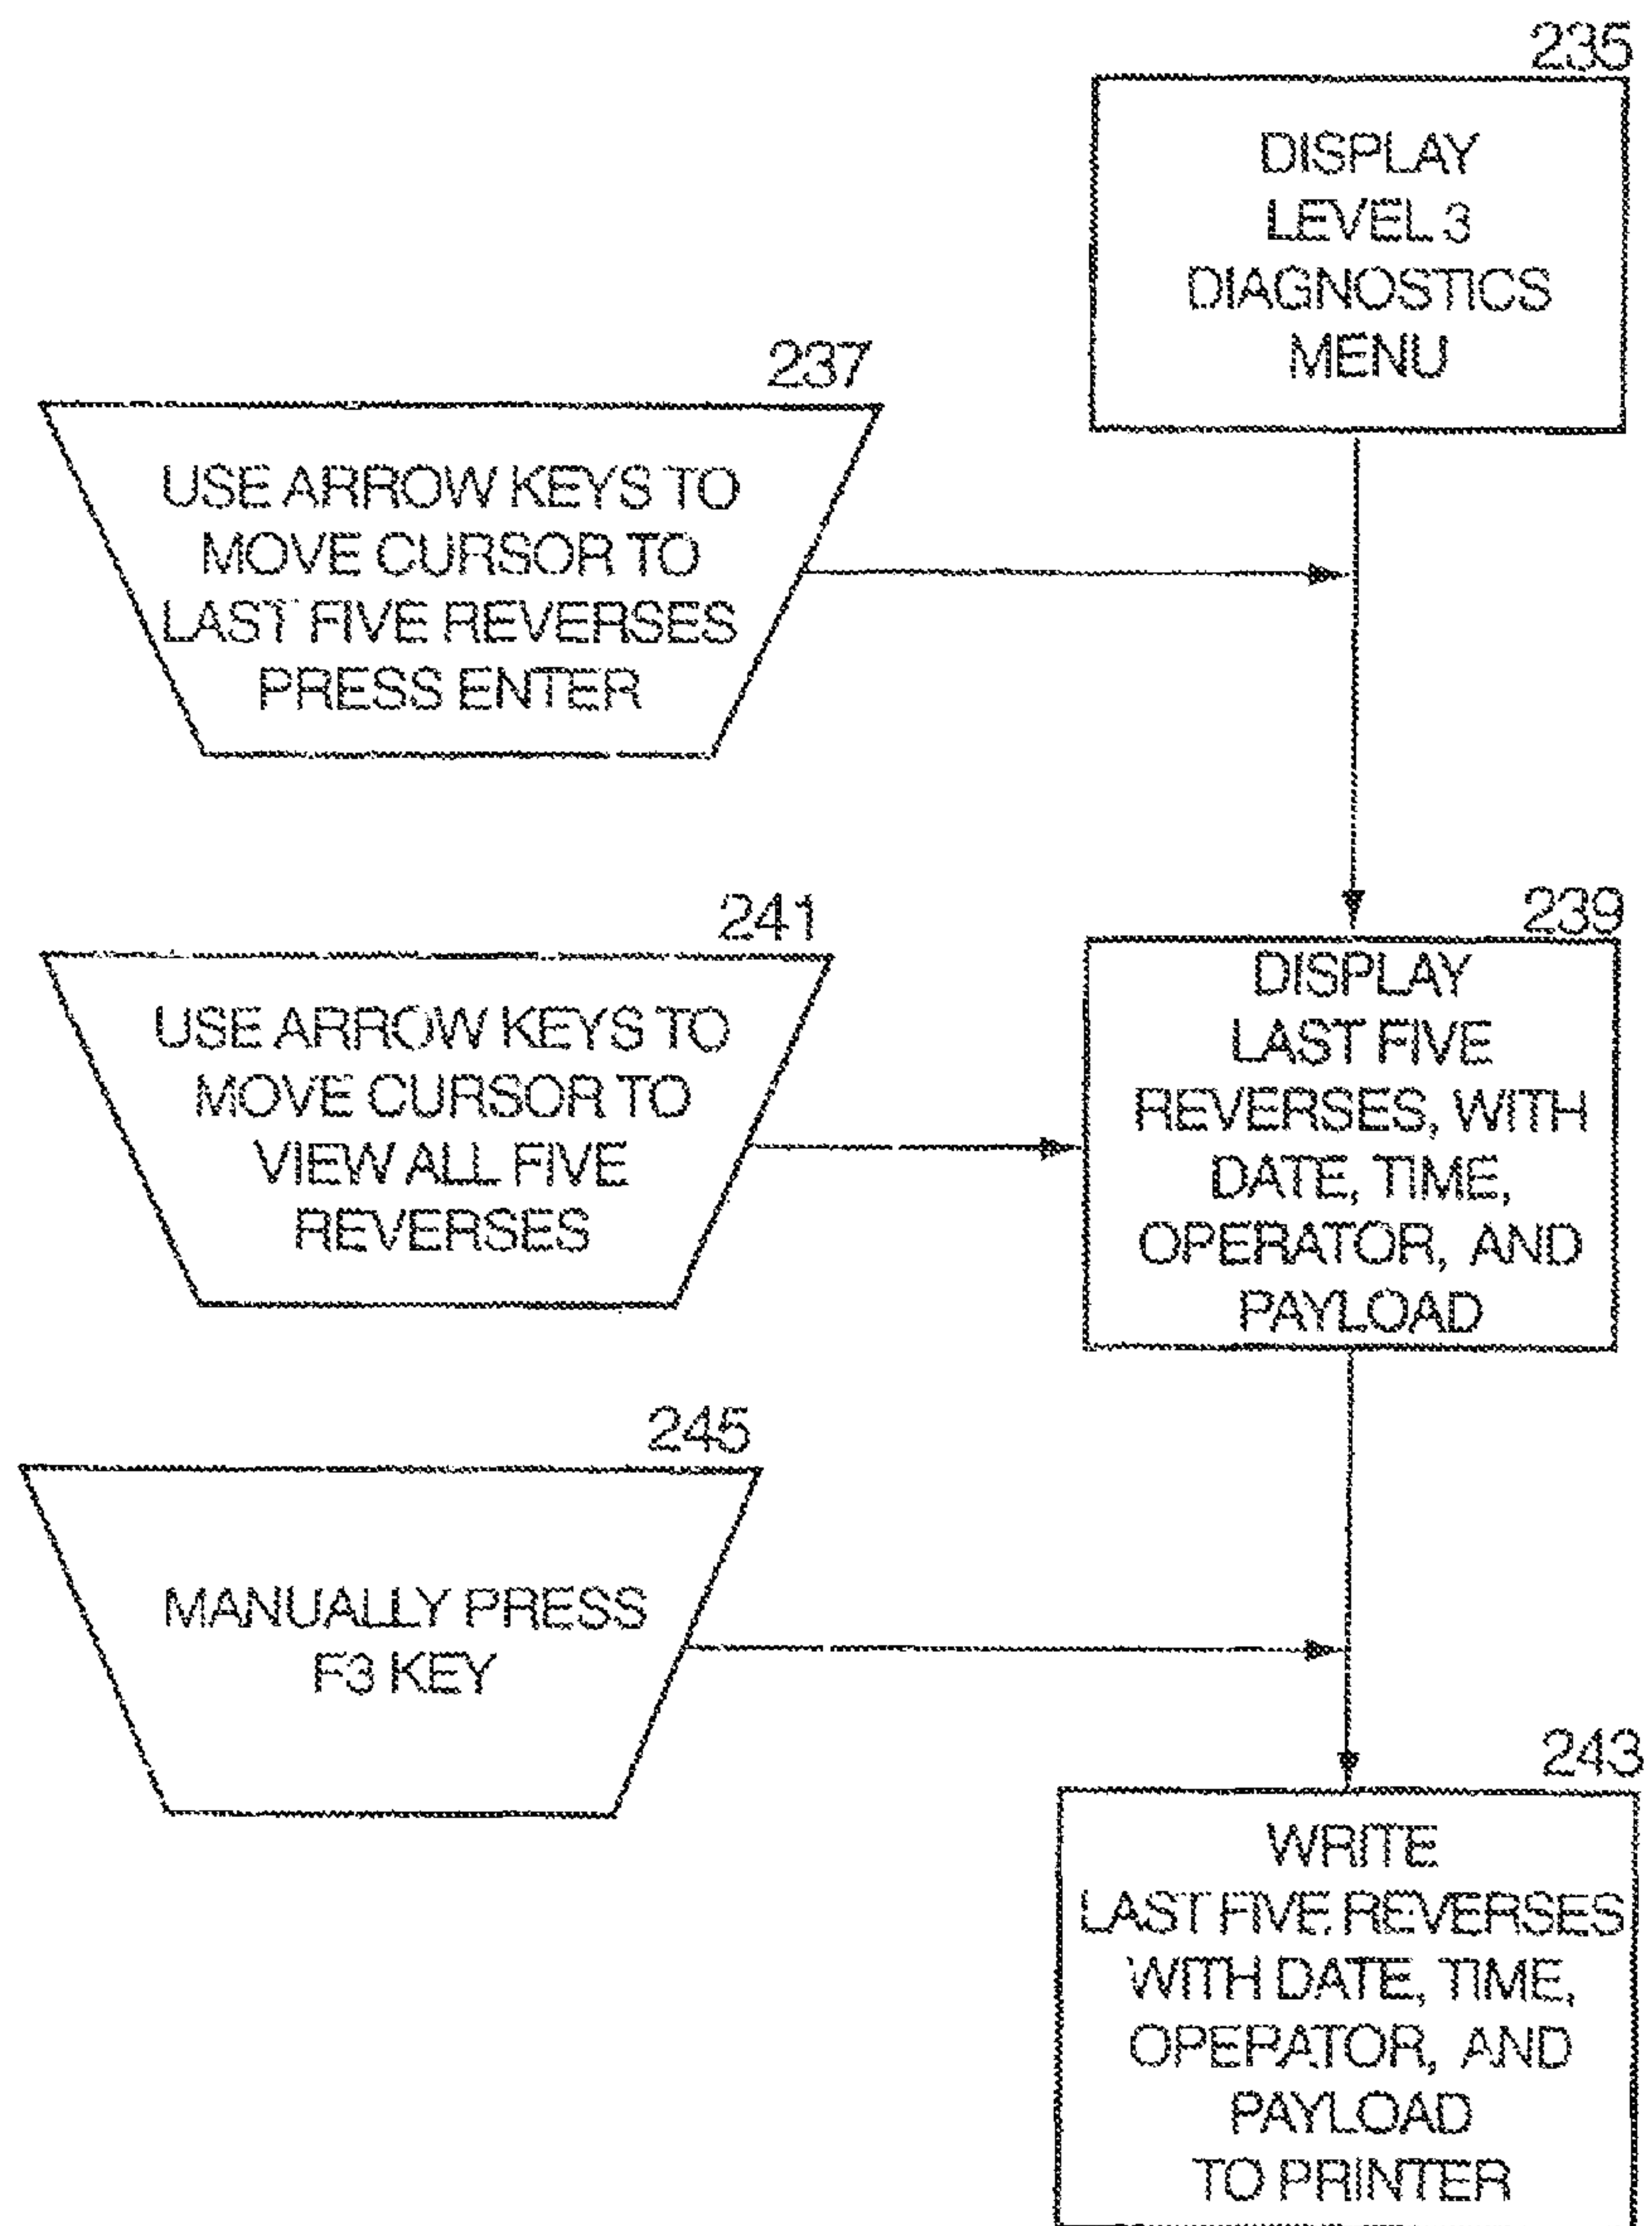 235
DISPLAY
LEVEL 3
DIAGNOSTICS
MENU
237
USE ARROW KEYS TO
MOVE CURSOR TO
LAST FIVE REVERSES
PRESS ENTER
239
DISPLAY
LAST FIVE
REVERSES, WITH
DATE, TIME,
OPERATOR, AND
PAYLOAD
241
USE ARROW KEYS TO
MOVE CURSOR TO
VIEW ALL FIVE
REVERSES
245
MANUALLY PRESS
F3 KEY
243
WRITE
LAST FIVE REVERSES
WITH DATE, TIME,
OPERATOR, AND
PAYLOAD
TO PRINTER